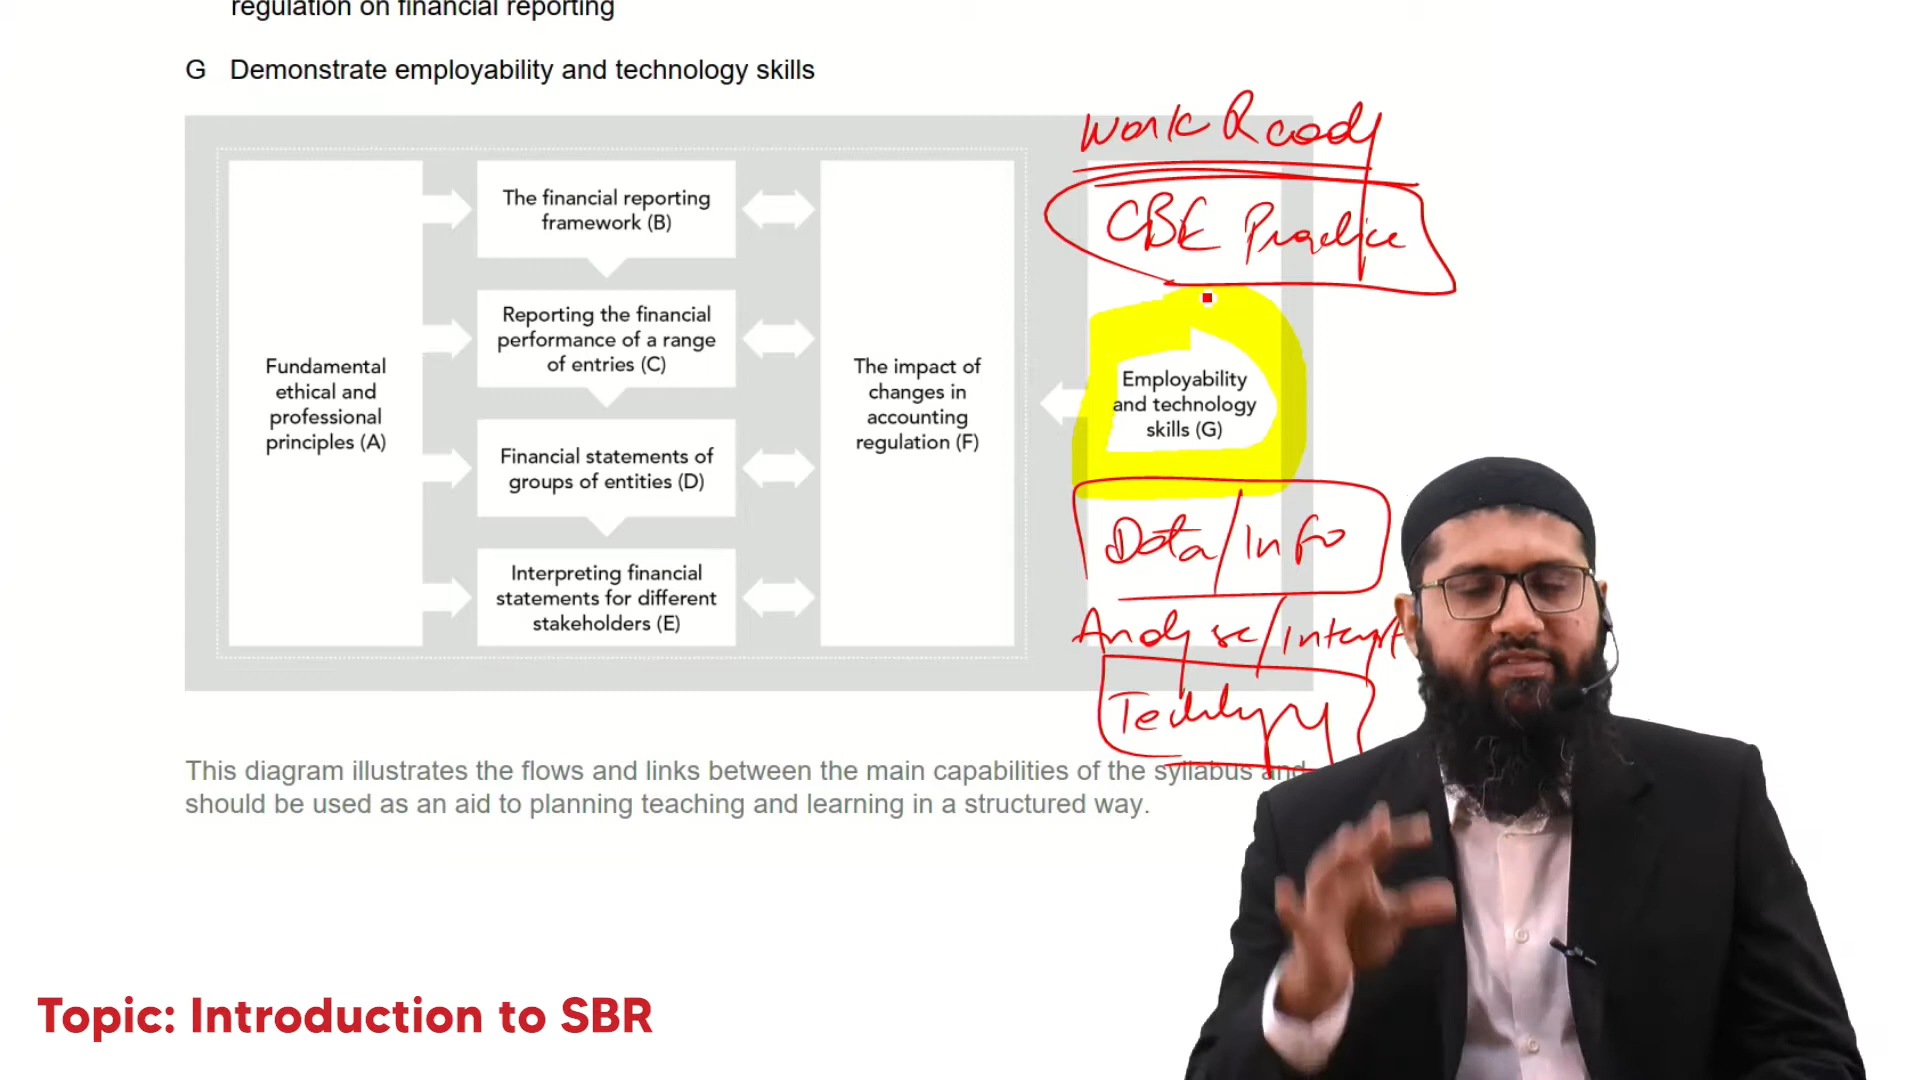 regulation on financial reporting
G Demonstrate employability and technology skills
Work Ready
CBE Practice
Fundamental
ethical and
professional
principles (A)
The financial reporting
framework (B)
Reporting the financial
performance of a range
of entries (C)
Financial statements of
groups of entities (D)
Interpreting financial
statements for different
stakeholders (E)
The impact of
changes in
accounting
regulation (F)
Employability
and technology
skills (G)
Data/Info
Analyse/
This diagram illustrates the flows and links between the main capabilities of the syllabus and
should be used as an aid to planning teaching and learning in a structured way.
Topic: Introduction to SBR